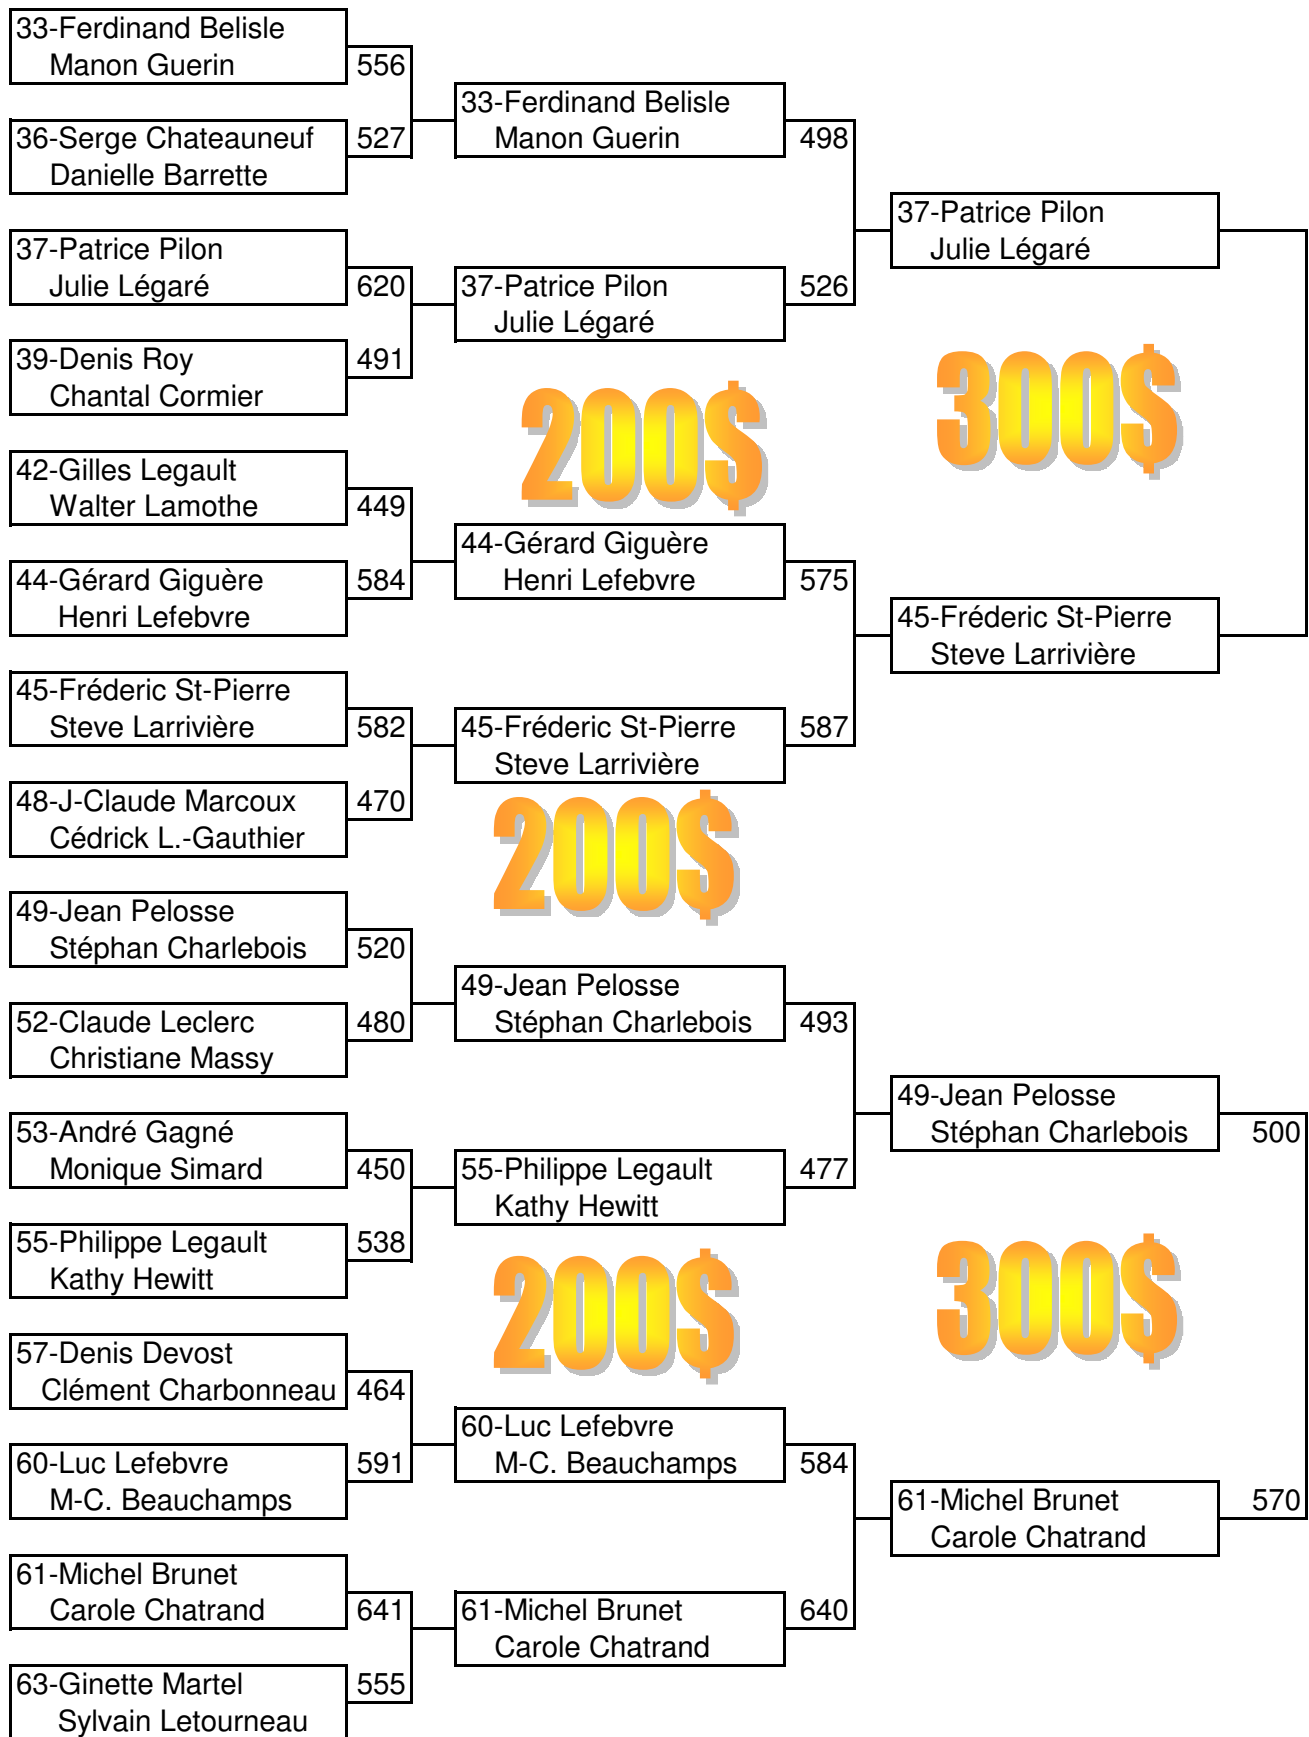 33-Ferdinand Belisle
Manon Guerin
556
36-Serge Chateauneuf
527
Danielle Barrette
37-Patrice Pilon
Julie Légaré
620
39-Denis Roy
491
Chantal Cormier
42-Gilles Legault
Walter Lamothe
449
44-Gérard Giguère
584
Henri Lefebvre
45-Fréderic St-Pierre
Steve Larrivière
582
48-J-Claude Marcoux
470
Cédrick L.-Gauthier
49-Jean Pelosse
Stéphan Charlebois
520
52-Claude Leclerc
480
Christiane Massy
53-André Gagné
Monique Simard
450
55-Philippe Legault
538
Kathy Hewitt
57-Denis Devost
Clément Charbonneau
464
60-Luc Lefebvre
591
M-C. Beauchamps
61-Michel Brunet
Carole Chatrand
641
63-Ginette Martel
555
Sylvain Letourneau
33-Ferdinand Belisle
Manon Guerin
498
37-Patrice Pilon
526
Julie Légaré
200$
44-Gérard Giguère
Henri Lefebvre
575
45-Fréderic St-Pierre
587
Steve Larrivière
200$
49-Jean Pelosse
Stéphan Charlebois
493
55-Philippe Legault
477
Kathy Hewitt
200$
60-Luc Lefebvre
M-C. Beauchamps
584
61-Michel Brunet
640
Carole Chatrand
37-Patrice Pilon
Julie Légaré
300$
45-Fréderic St-Pierre
Steve Larrivière
49-Jean Pelosse
Stéphan Charlebois
500
300$
61-Michel Brunet
570
Carole Chatrand